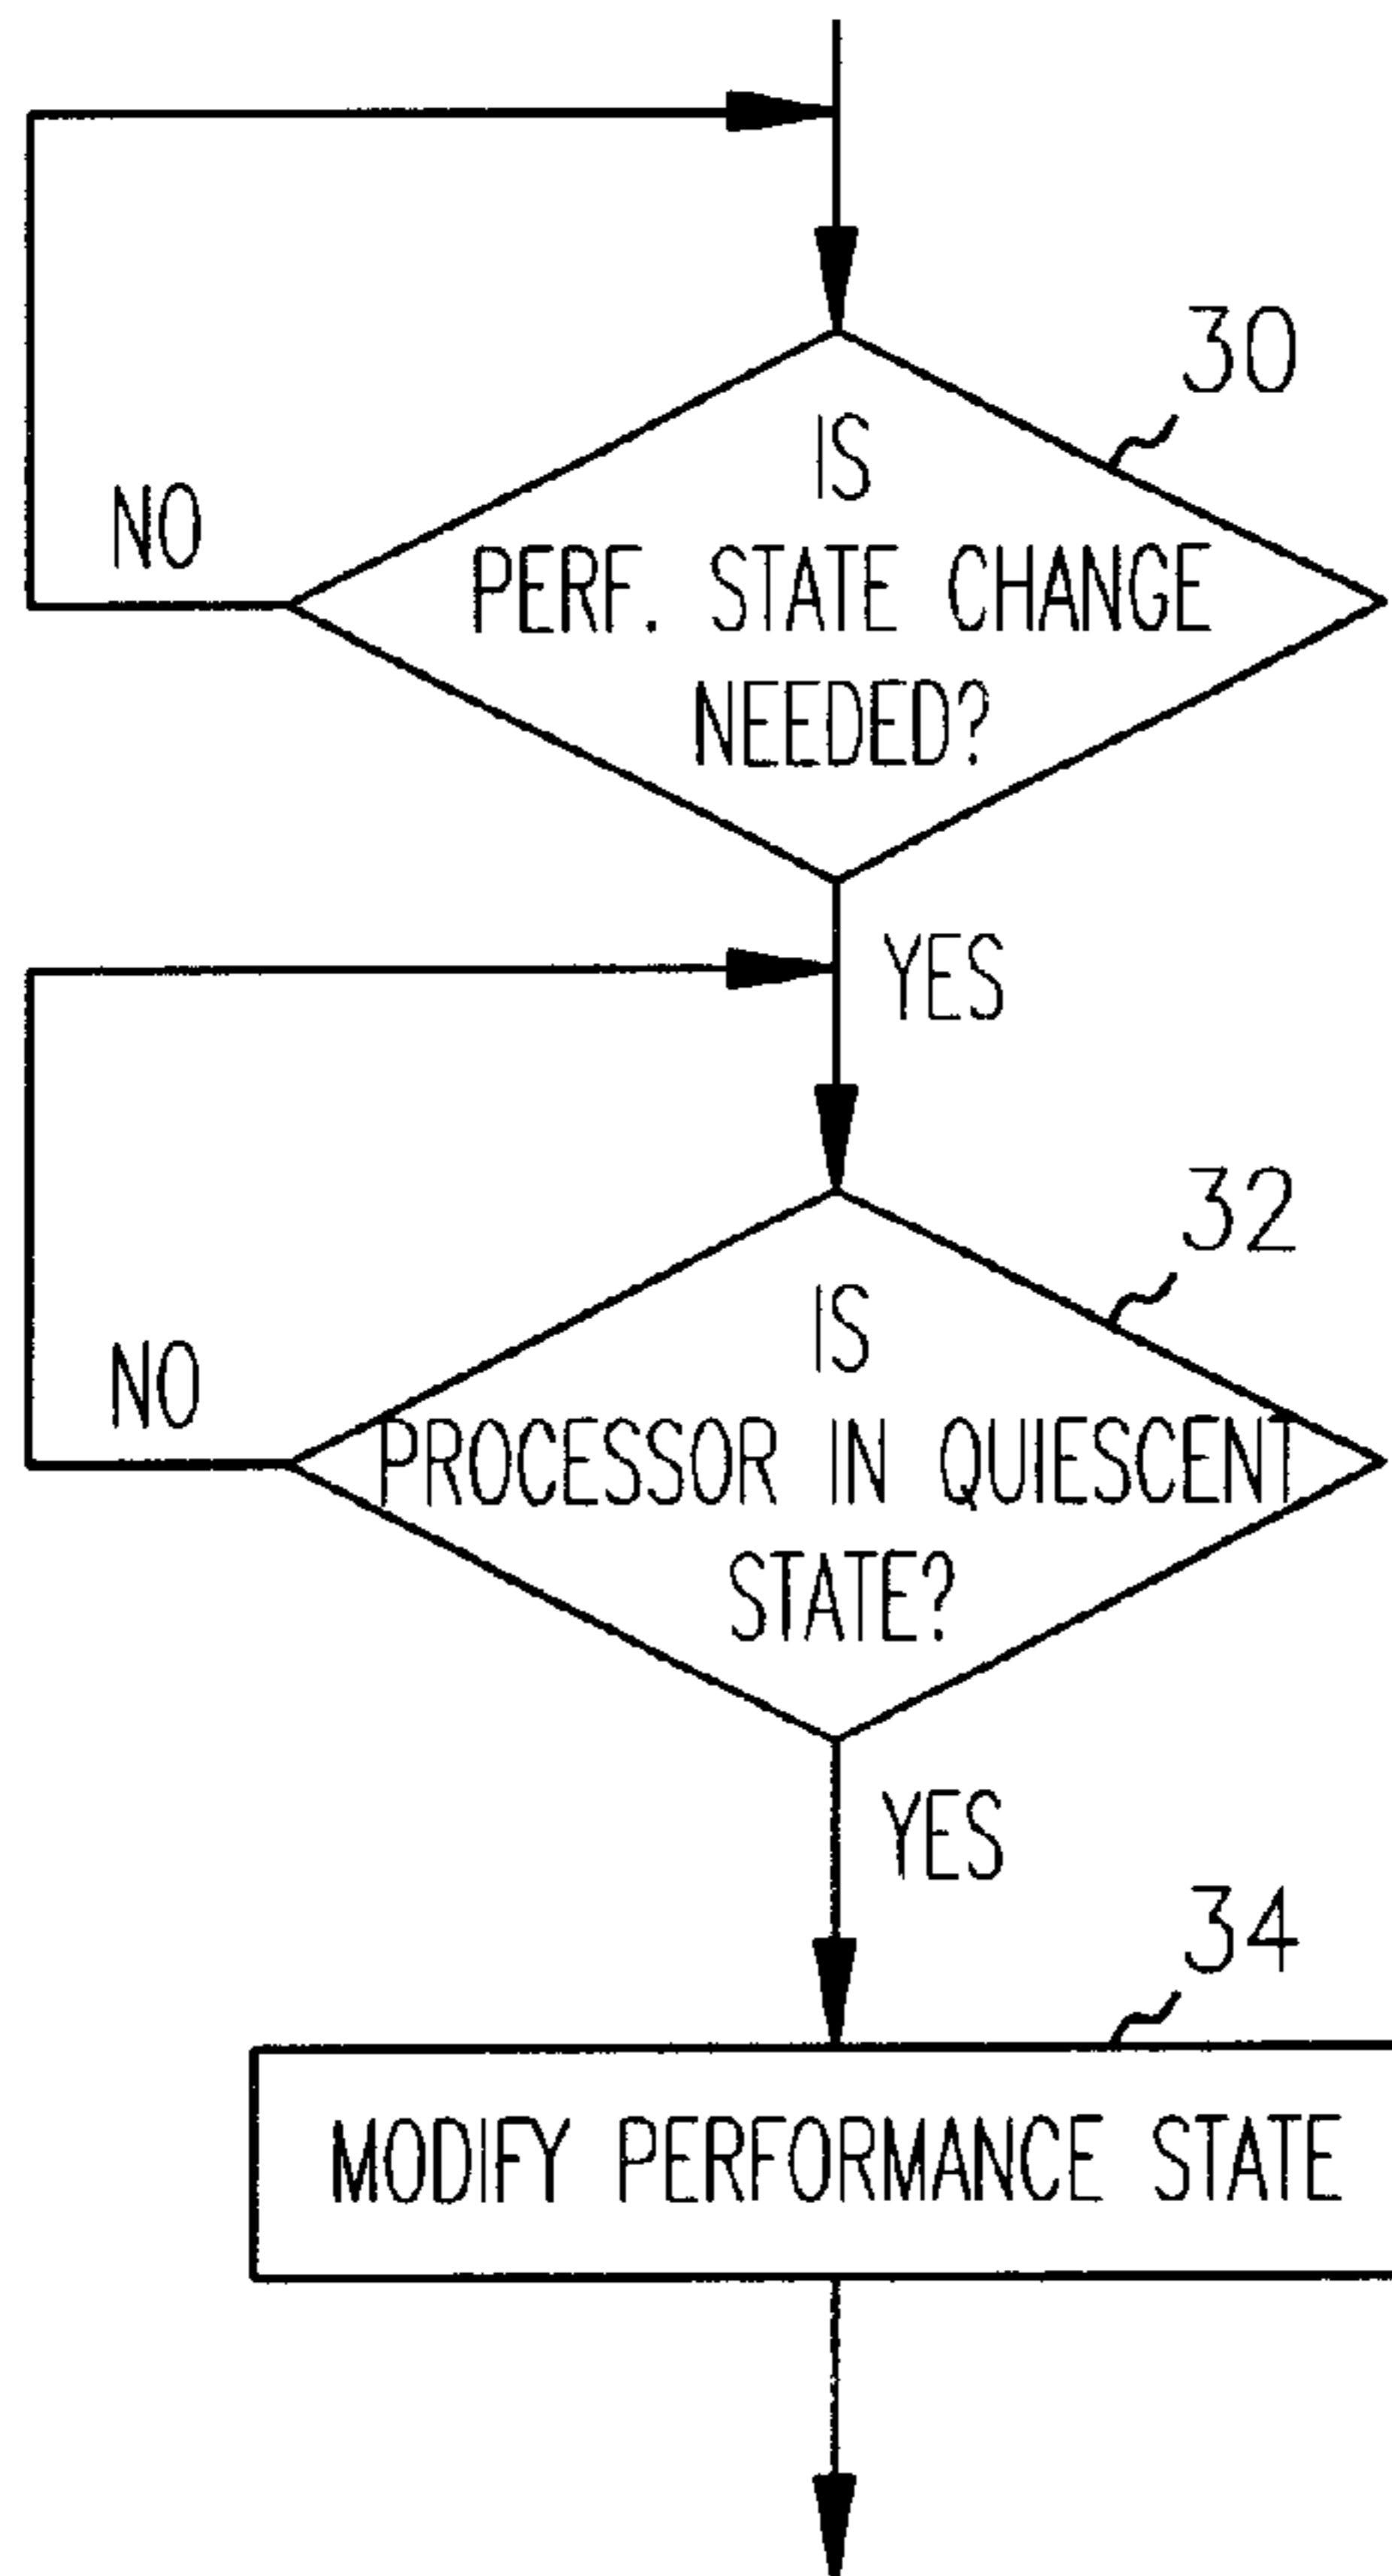 30
IS
PERF. STATE CHANGE
NEEDED?
NO
YES
32
IS
PROCESSOR IN QUIESCENT
STATE?
NO
YES
34
MODIFY PERFORMANCE STATE